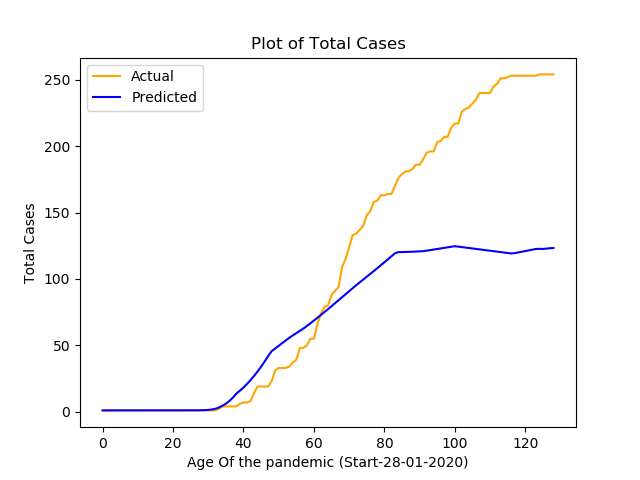 Plot of Total Cases
Actual
Predicted
250
200
150
100
50
0
Total Cases
0 20 40 60 80 100 120
Age Of the pandemic (Start-28-01-2020)